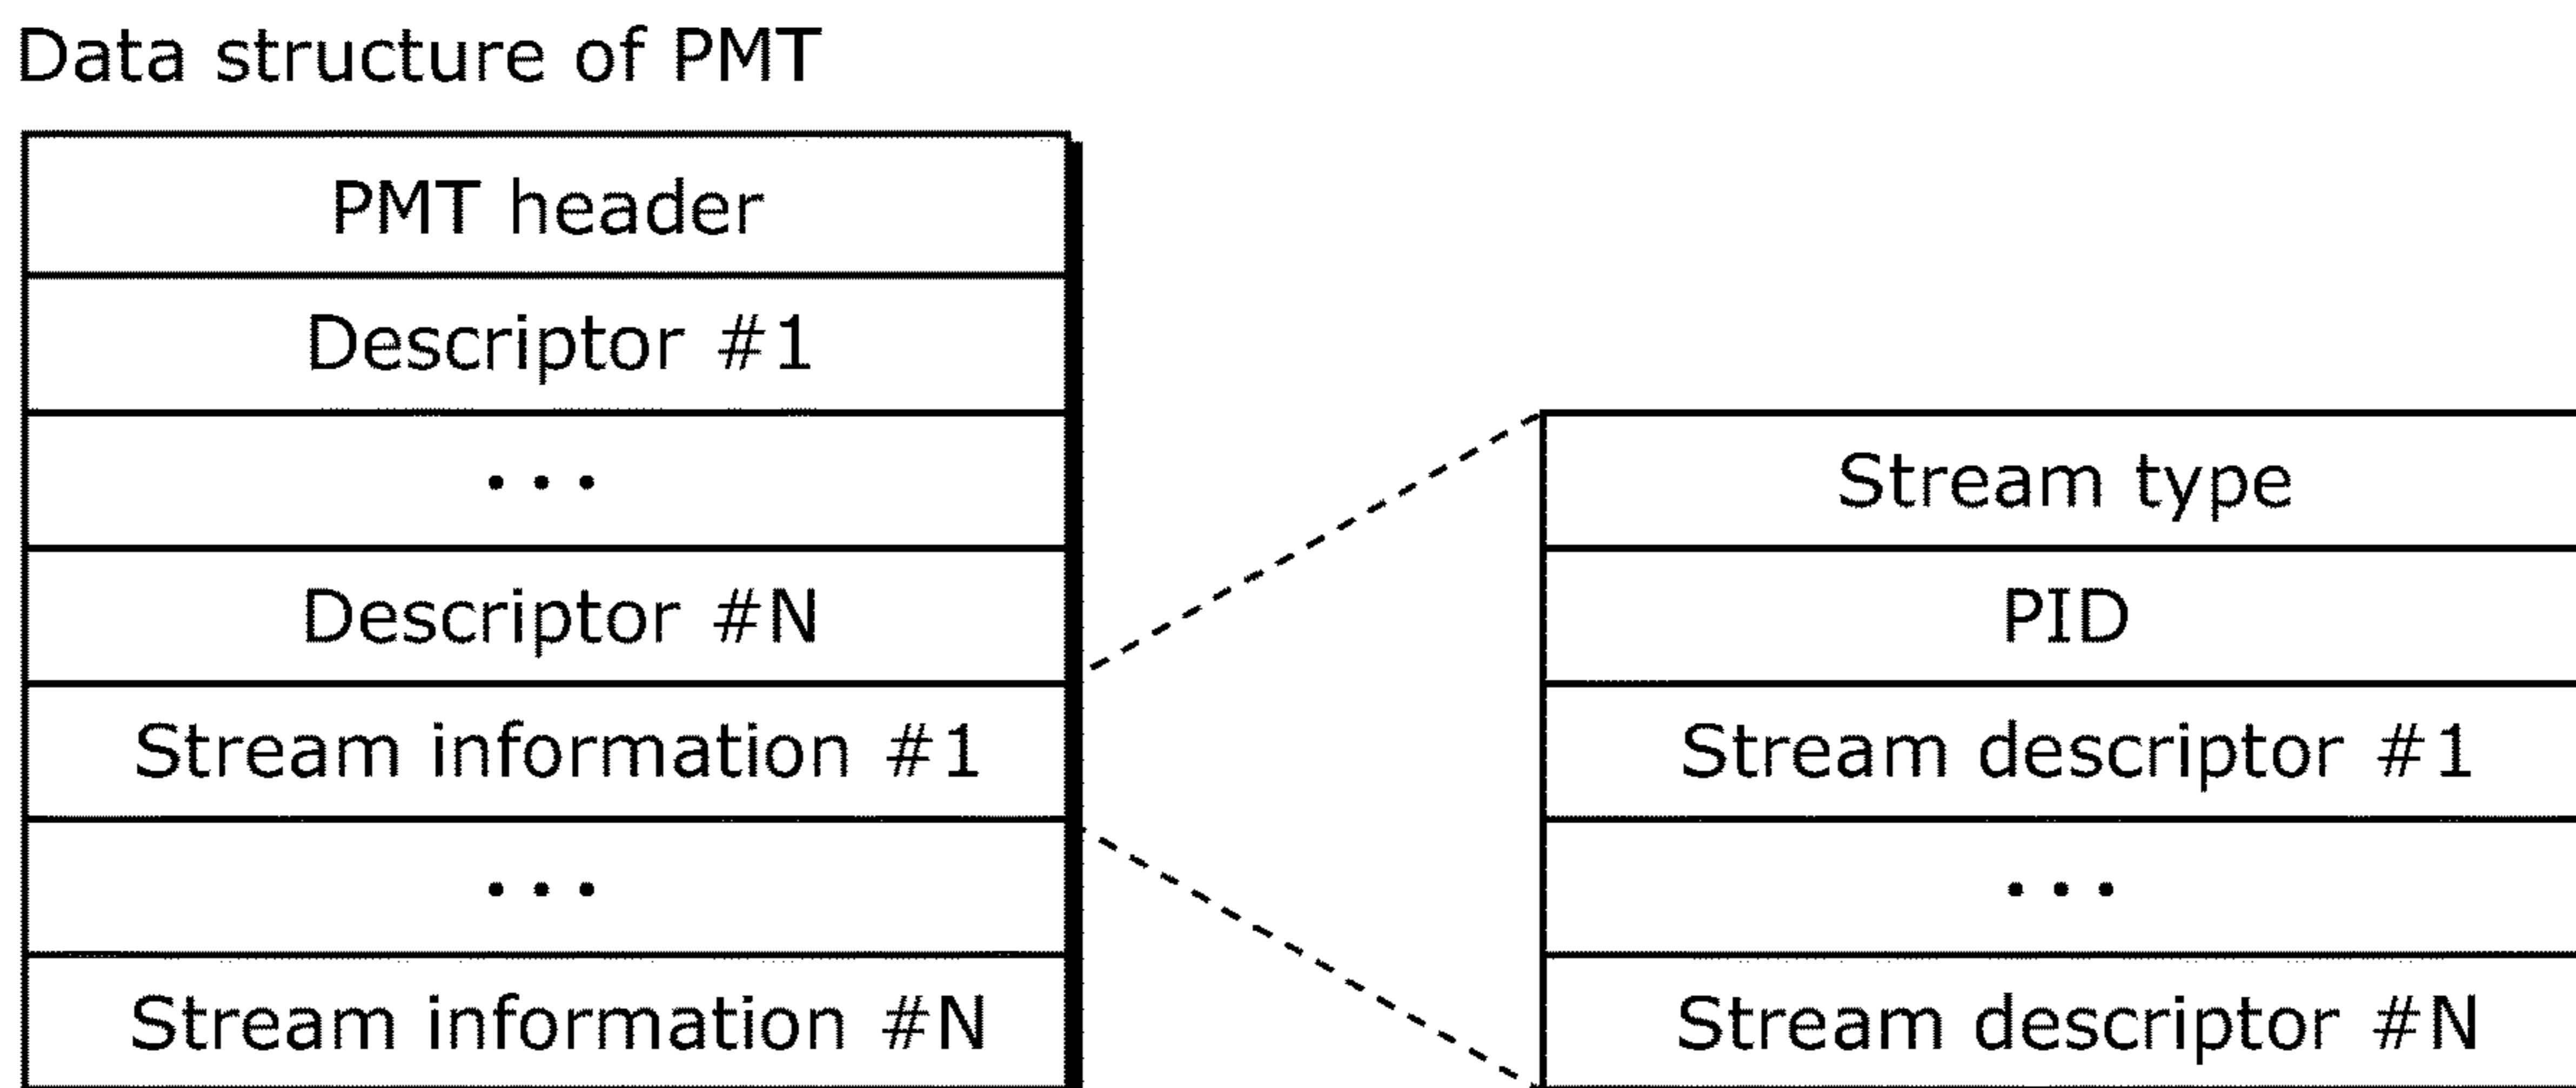 Data structure of PMT
PMT header
Descriptor #1
...
Descriptor #N
Stream information #1
...
Stream information #N
Stream type
PID
Stream descriptor #1
...
Stream descriptor #N